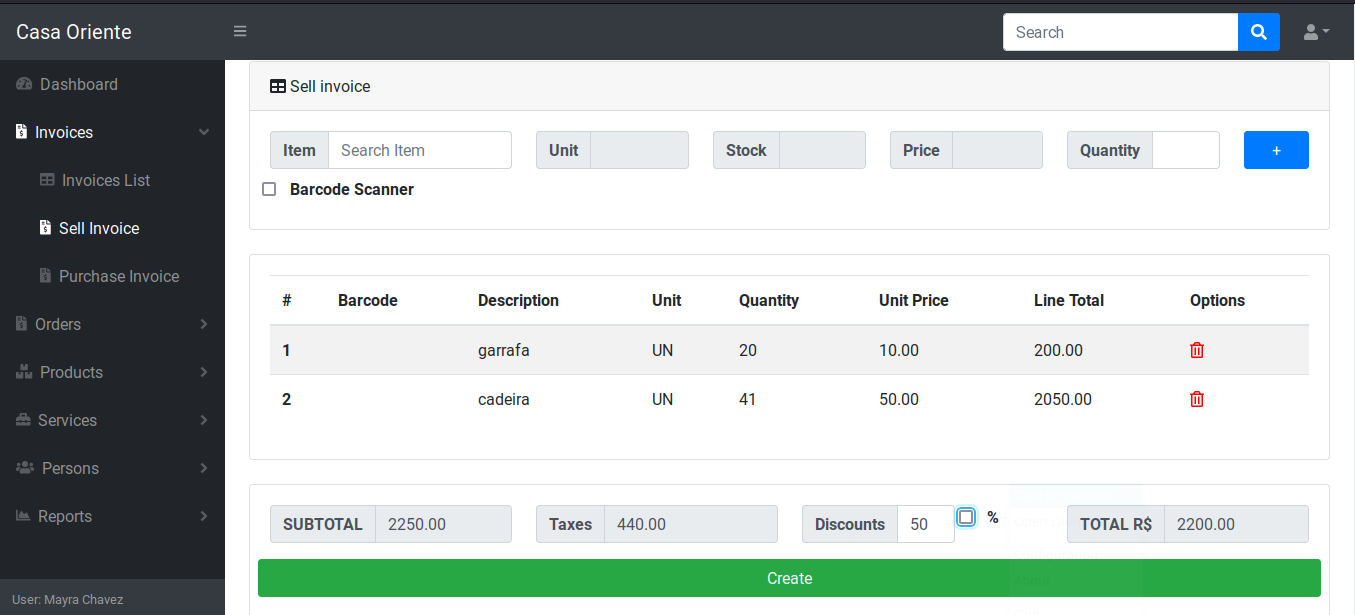 Casa Oriente
Search
Dashboard
Invoices
Invoices List
Sell Invoice
Purchase Invoice
Orders
Products
Services
Persons
Reports
User: Mayra Chavez
Sell invoice
Item Search Item Unit Stock Price Quantity +
Barcode Scanner
# Barcode Description Unit Quantity Unit Price Line Total Options
1 garrafa UN 20 10.00 200.00
2 cadeira UN 41 50.00 2050.00
SUBTOTAL 2250.00 Taxes 440.00 Discounts 50 % TOTAL R$ 2200.00
Create